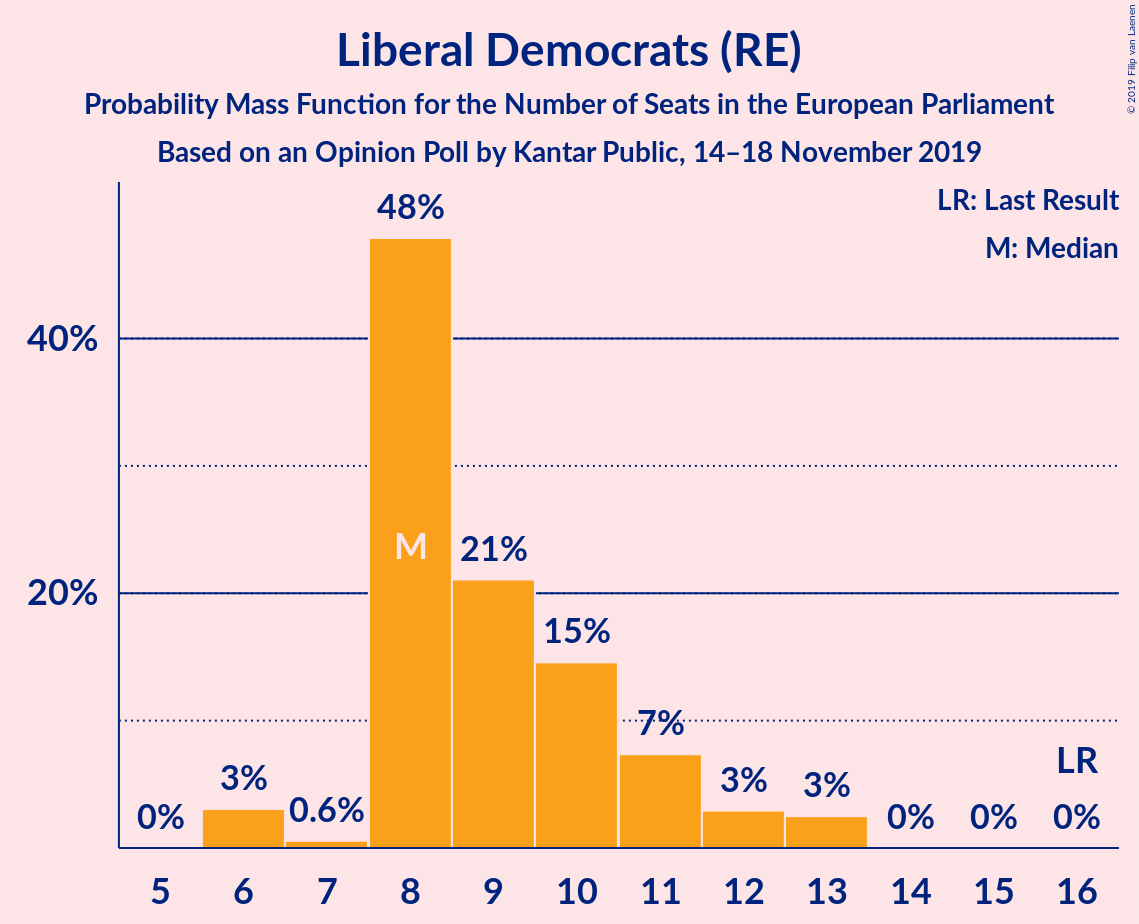 Liberal Democrats (RE)
Probability Mass Function for the Number of Seats in the European Parliament
Based on an Opinion Poll by Kantar Public, 14–18 November 2019
© 2019 Filip van Laenen
LR: Last Result
M: Median
40%
20%
0%
3%
0.6%
48%
M
21%
15%
7%
3%
3%
0%
0%
LR
0%
5 6 7 8 9 10 11 12 13 14 15 16